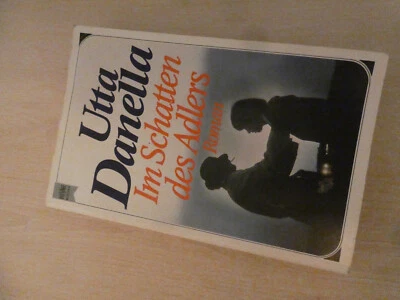 Utta
Danella
Im Schatten
des Adlers
Roman